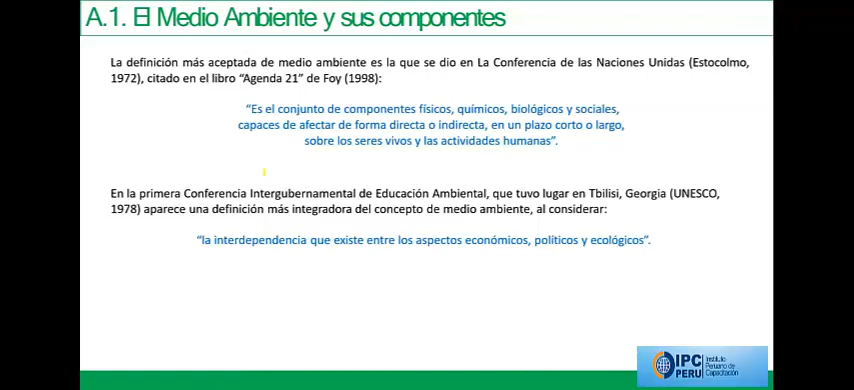 A.1. El Medio Ambiente y sus componentes
La definición más aceptada de medio ambiente es la que se dio en La Conferencia de las Naciones Unidas (Estocolmo,
1972), citado en el libro “Agenda 21” de Foy (1998):
“Es el conjunto de componentes físicos, químicos, biológicos y sociales,
capaces de afectar de forma directa o indirecta, en un plazo corto o largo,
sobre los seres vivos y las actividades humanas”.
En la primera Conferencia Intergubernamental de Educación Ambiental, que tuvo lugar en Tbilisi, Georgia (UNESCO,
1978) aparece una definición más integradora del concepto de medio ambiente, al considerar:
“la interdependencia que existe entre los aspectos económicos, políticos y ecológicos”.
IPC PERU
Instituto
Peruano de
Capacitación